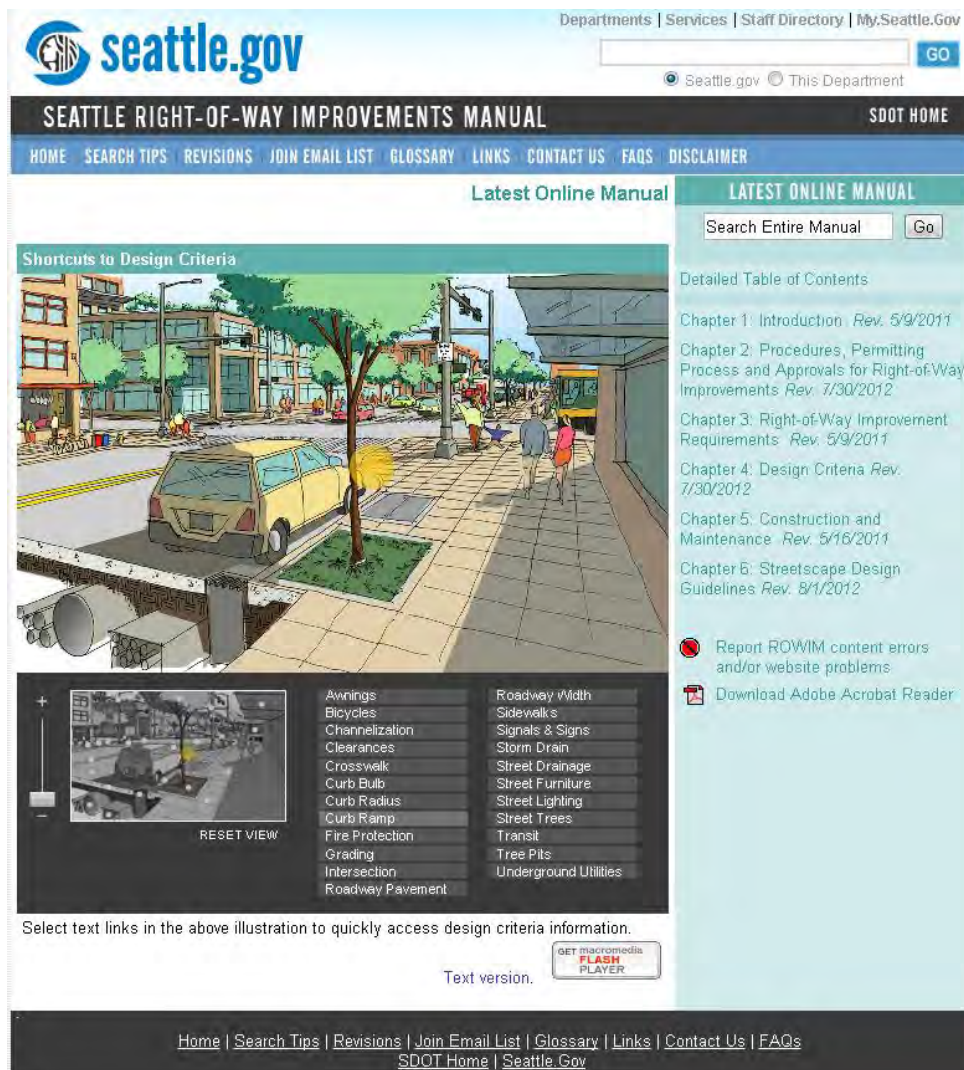 Departments | Services | Staff Directory | My.Seattle.Gov
seattle.gov
GO
Seattle.gov This Department
SEATTLE RIGHT-OF-WAY IMPROVEMENTS MANUAL
SDOT HOME
HOME SEARCH TIPS REVISIONS JOIN EMAIL LIST GLOSSARY LINKS CONTACT US FAQS DISCLAIMER
Latest Online Manual
Shortcuts to Design Criteria
+
−
RESET VIEW
Awnings
Bicycles
Channelization
Clearances
Crosswalk
Curb Bulb
Curb Radius
Curb Ramp
Fire Protection
Grading
Intersection
Roadway Pavement
Roadway Width
Sidewalks
Signals & Signs
Storm Drain
Street Drainage
Street Furniture
Street Lighting
Street Trees
Transit
Tree Pits
Underground Utilities
Select text links in the above illustration to quickly access design criteria information.
Text version.
GET macromedia
FLASH
PLAYER
LATEST ONLINE MANUAL
Search Entire Manual Go
Detailed Table of Contents
Chapter 1: Introduction Rev. 5/9/2011
Chapter 2: Procedures, Permitting
Process and Approvals for Right-of-Way
Improvements Rev. 7/30/2012
Chapter 3: Right-of-Way Improvement
Requirements Rev. 5/9/2011
Chapter 4: Design Criteria Rev.
7/30/2012
Chapter 5: Construction and
Maintenance Rev. 5/16/2011
Chapter 6: Streetscape Design
Guidelines Rev. 8/1/2012
Report ROWIM content errors
and/or website problems
Download Adobe Acrobat Reader
Home | Search Tips | Revisions | Join Email List | Glossary | Links | Contact Us | FAQs
SDOT Home | Seattle.Gov